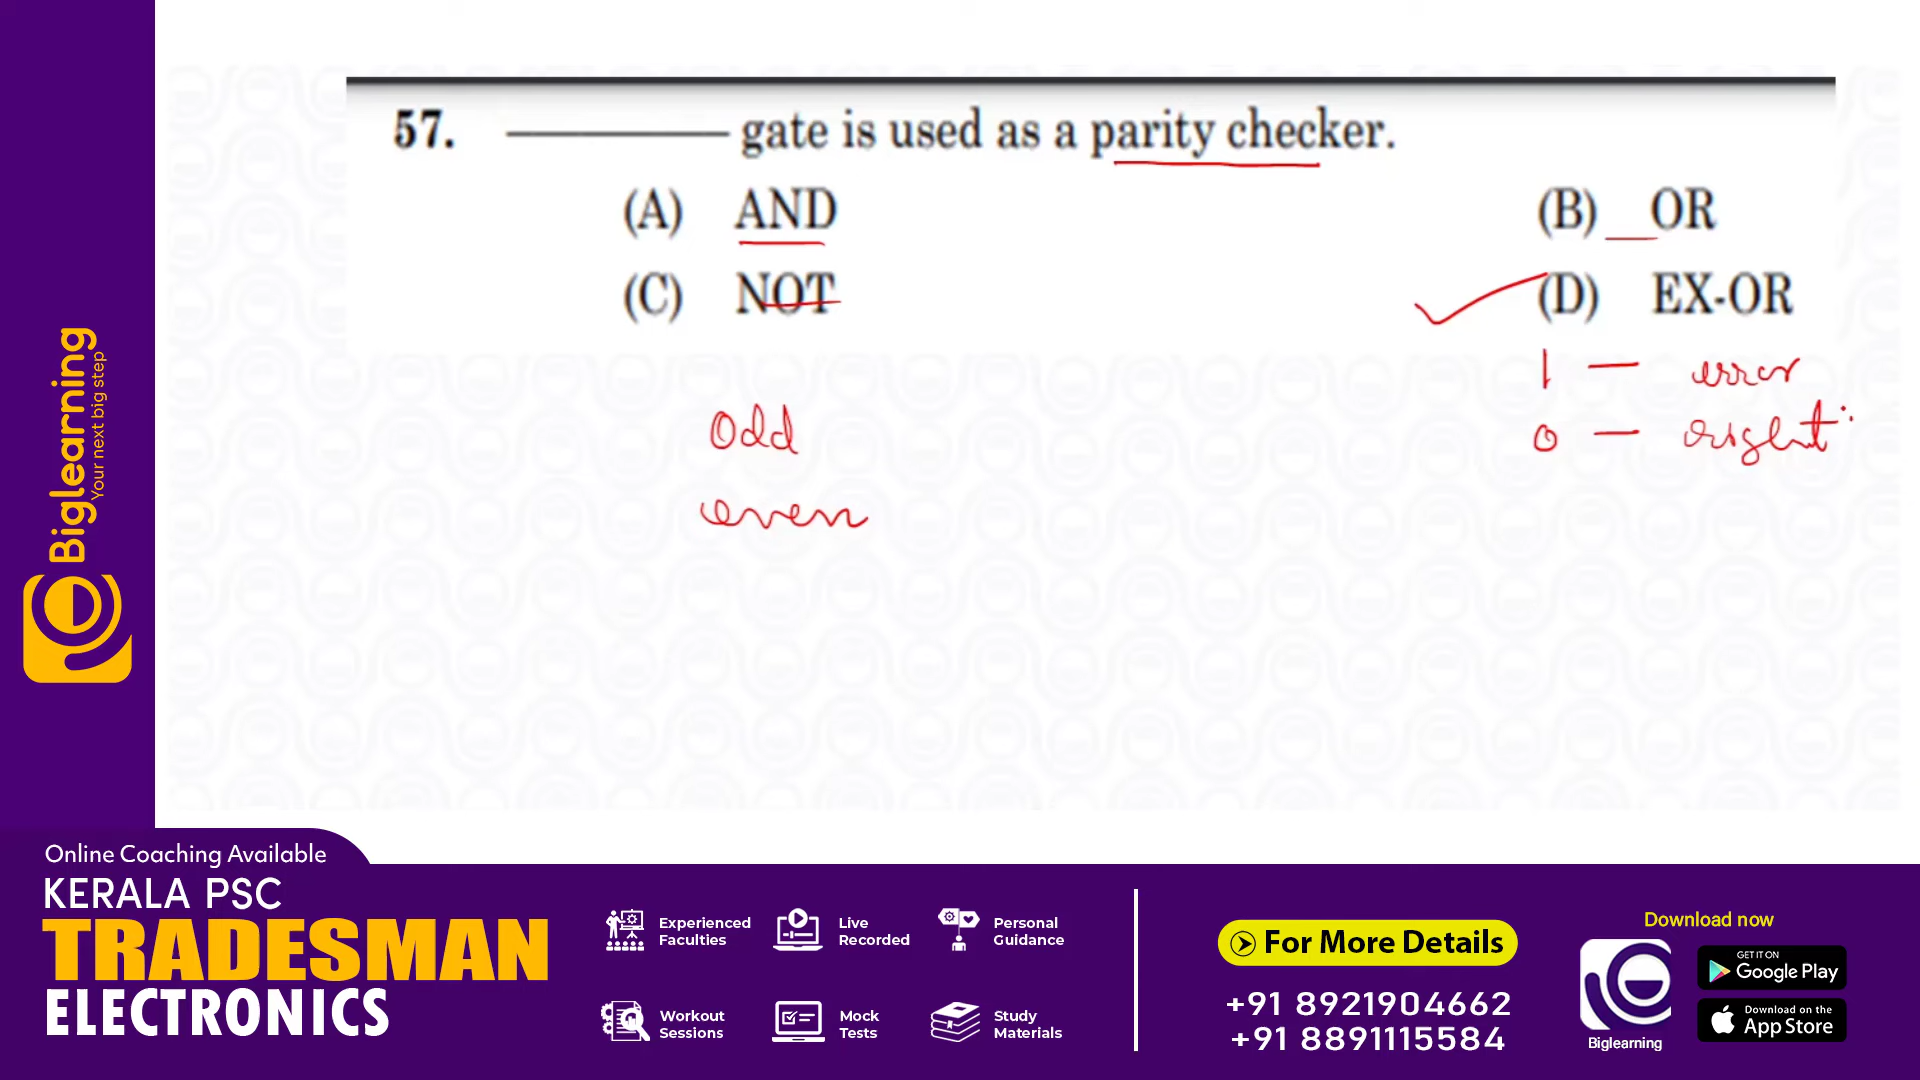 57. ________ gate is used as a parity checker.
(A) AND
(B) OR
(C) NOT
(D) EX-OR
1 — error
0 — right
odd
even
Biglearning
Your next big step
Online Coaching Available
KERALA PSC
TRADESMAN
ELECTRONICS
Experienced
Faculties
Live
Recorded
Personal
Guidance
Workout
Sessions
Mock
Tests
Study
Materials
For More Details
+91 8921904662
+91 8891115584
Download now
Biglearning
GET IT ON
Google Play
Download on the
App Store